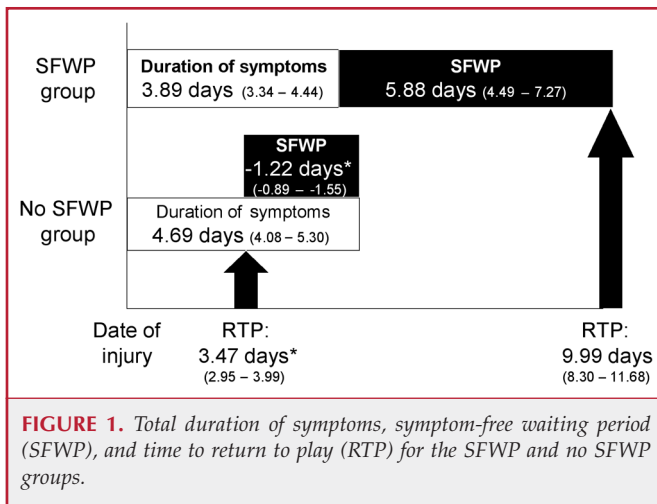 SFWP
group
Duration of symptoms
3.89 days (3.34 – 4.44)
SFWP
5.88 days (4.49 – 7.27)
SFWP
-1.22 days*
(-0.89 – -1.55)
No SFWP
group
Duration of symptoms
4.69 days (4.08 – 5.30)
Date of
injury
RTP:
3.47 days*
(2.95 – 3.99)
RTP:
9.99 days
(8.30 – 11.68)
FIGURE 1. Total duration of symptoms, symptom-free waiting period
(SFWP), and time to return to play (RTP) for the SFWP and no SFWP
groups.